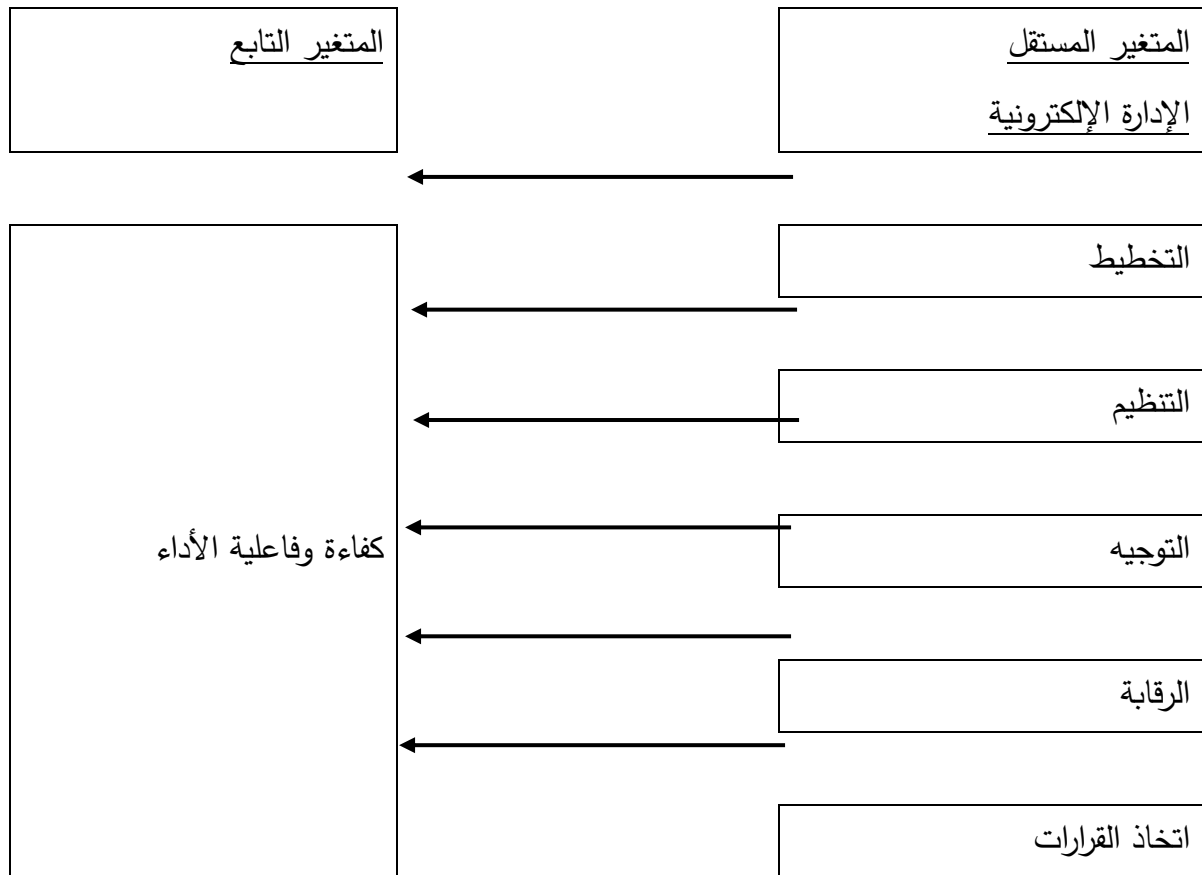 المتغير المستقل
الإدارة الإلكترونية
المتغير التابع
التخطيط
التنظيم
التوجيه
كفاءة وفاعلية الأداء
الرقابة
اتخاذ القرارات